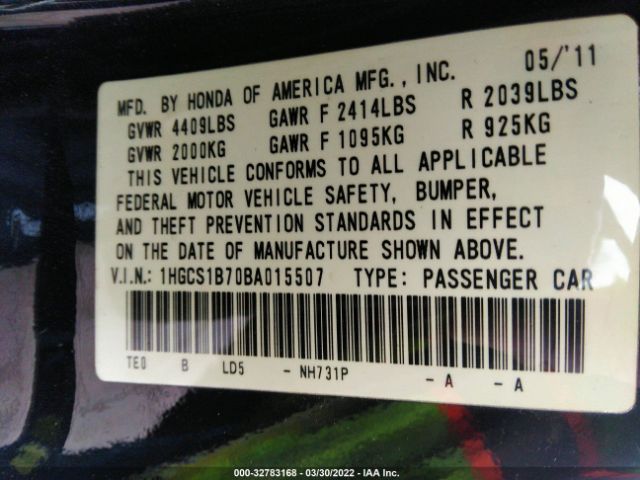 05/'11
MFD. BY HONDA OF AMERICA MFG., INC.
GVWR 4409LBS GAWR F 2414LBS R 2039LBS
GVWR 2000KG GAWR F 1095KG R 925KG
THIS VEHICLE CONFORMS TO ALL APPLICABLE
FEDERAL MOTOR VEHICLE SAFETY, BUMPER,
AND THEFT PREVENTION STANDARDS IN EFFECT
ON THE DATE OF MANUFACTURE SHOWN ABOVE.
V.I.N.: 1HGCS1B70BA015507 TYPE: PASSENGER CAR
TE0 B LD5 - NH731P - A - A
000-32783168 - 03/30/2022 - IAA Inc.